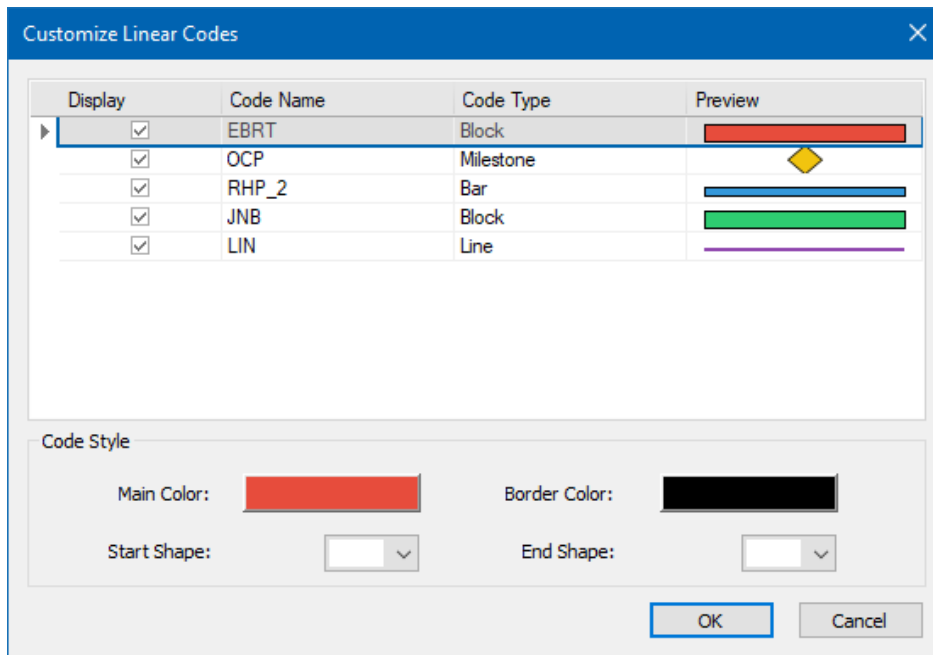 Customize Linear Codes
Display Code Name Code Type Preview
EBRT Block
OCP Milestone
RHP_2 Bar
JNB Block
LIN Line
Code Style
Main Color: Border Color:
Start Shape: End Shape:
OK Cancel